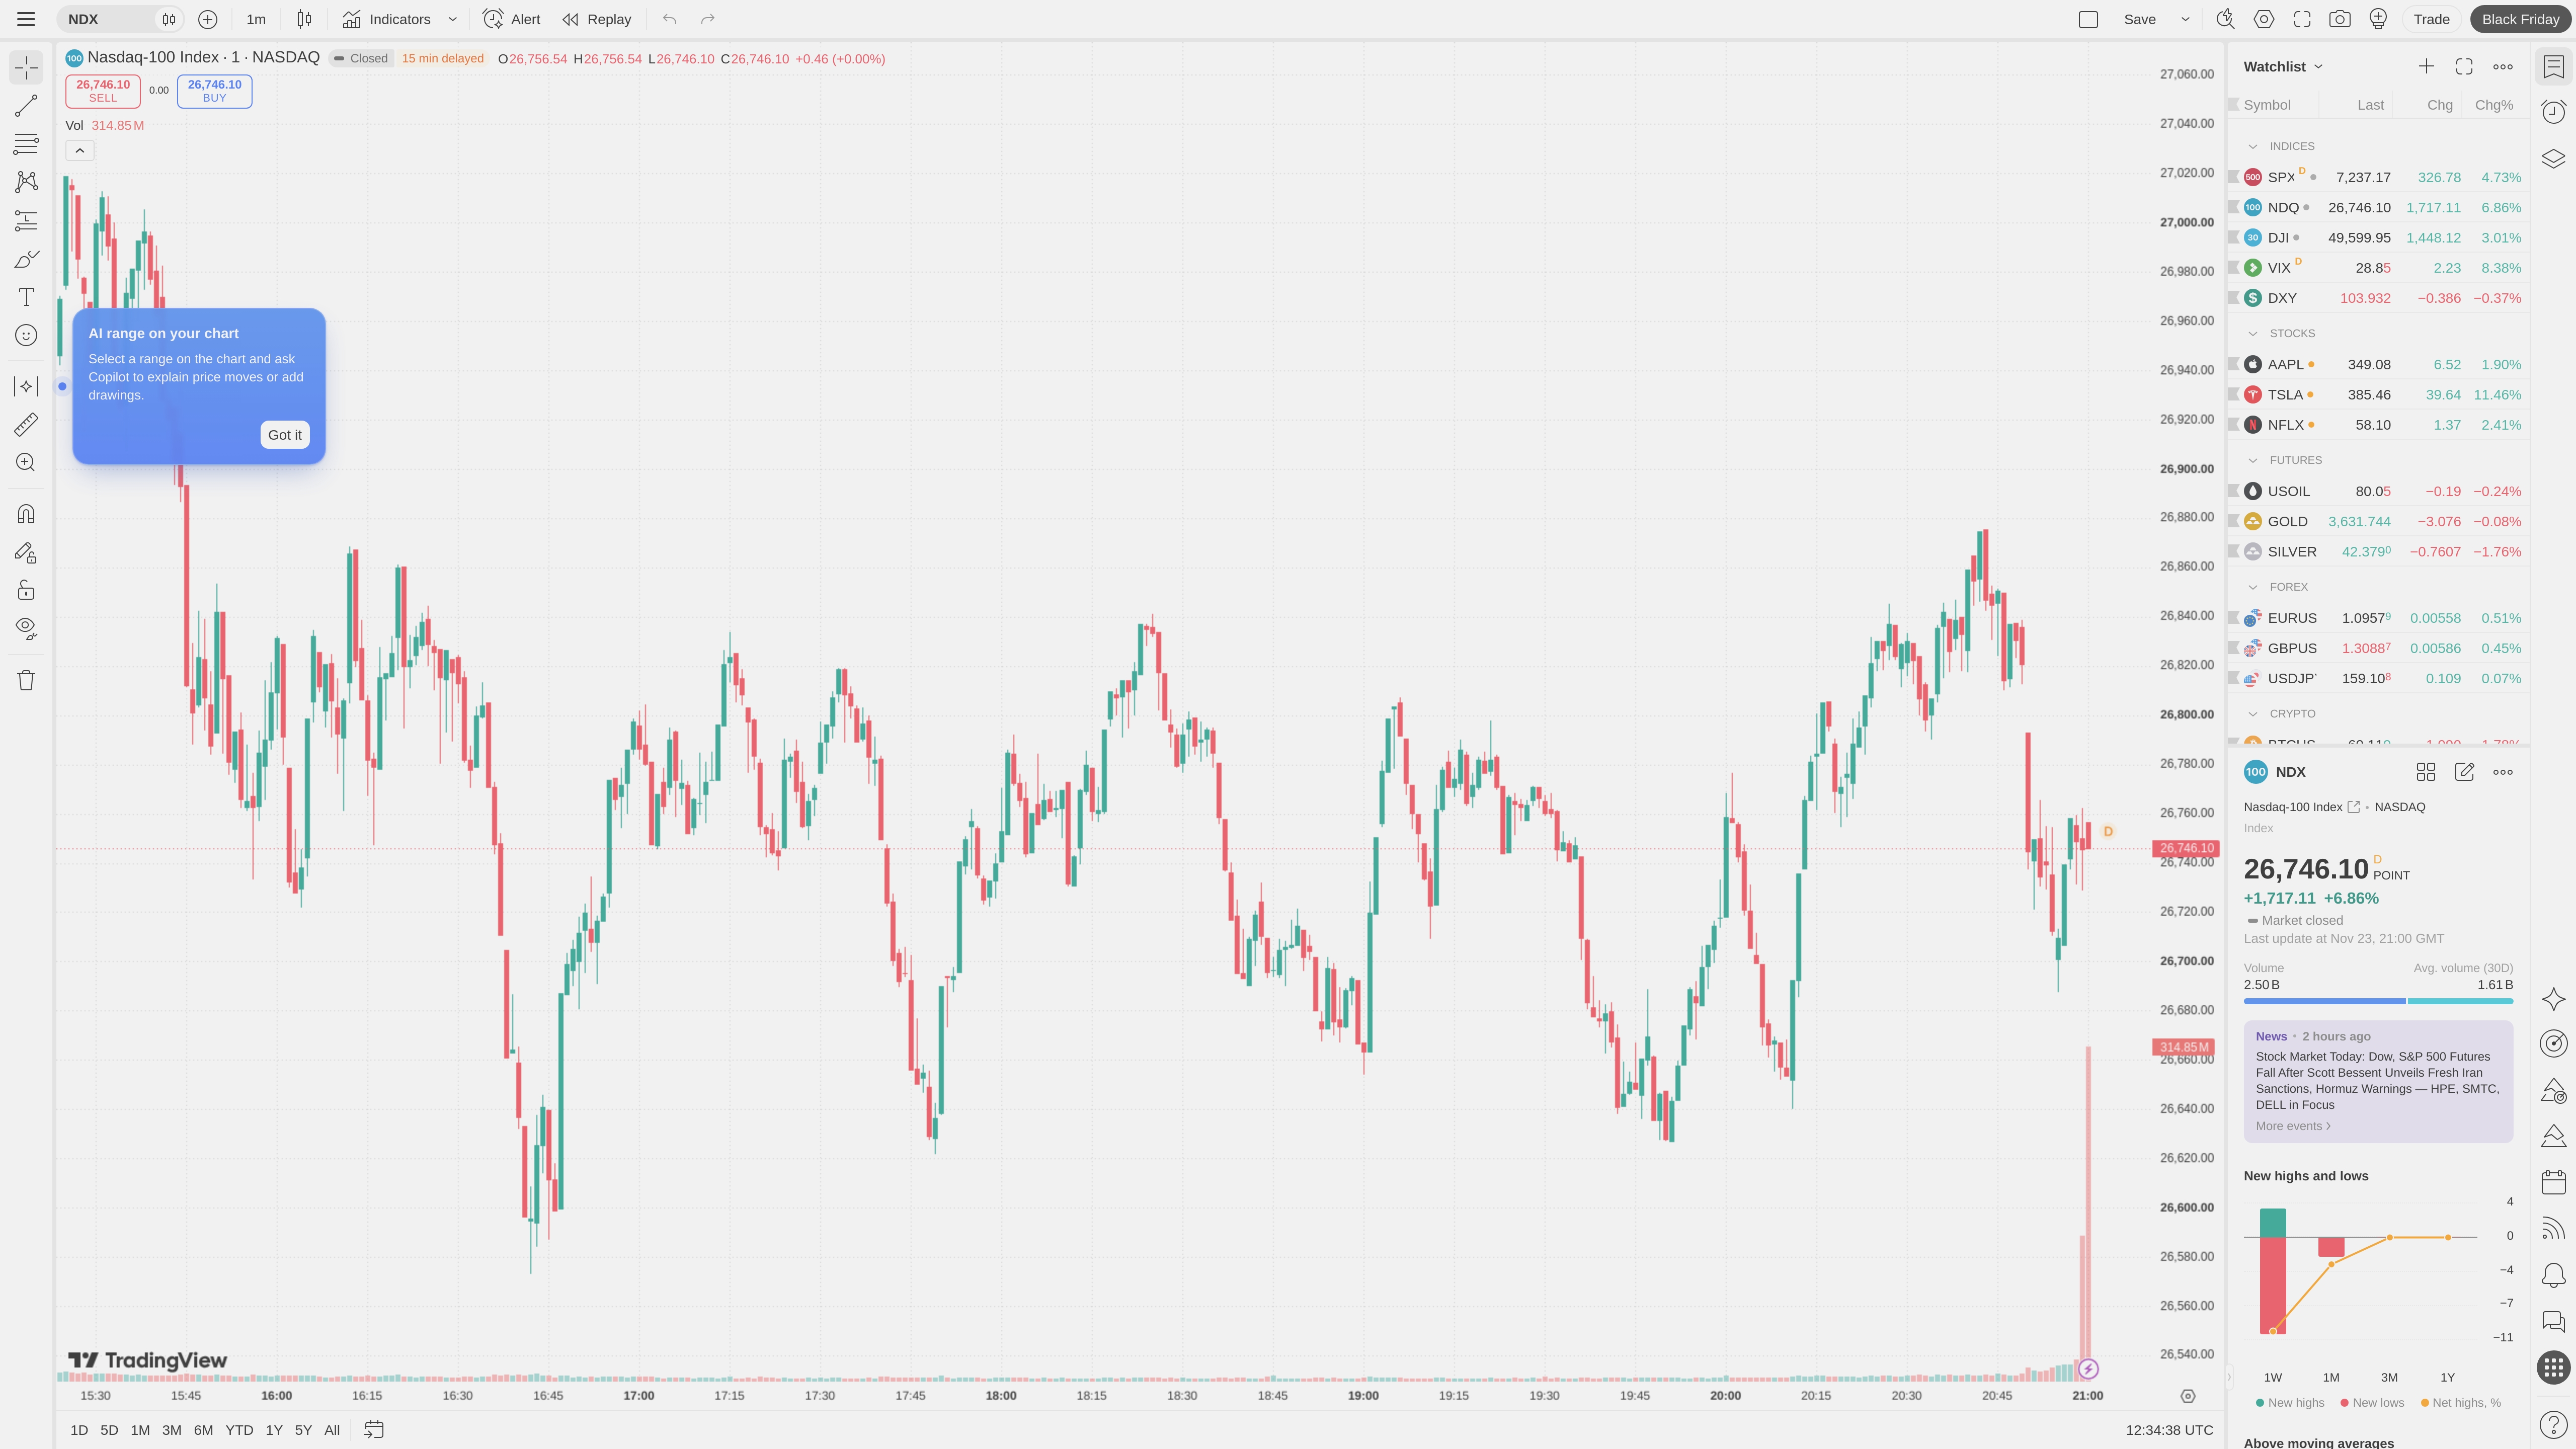 NDX
1m
Indicators
Alert
Replay
Save
Trade
Black Friday
Nasdaq-100 Index · 1 · NASDAQ
Closed
15 min delayed
O26,756.54 H26,756.54 L26,746.10 C26,746.10 +0.46 (+0.00%)
26,746.10
SELL
0.00
26,746.10
BUY
Vol 314.85 M
AI range on your chart
Select a range on the chart and ask
Copilot to explain price moves or add
drawings.
Got it
27,060.00
27,040.00
27,020.00
27,000.00
26,980.00
26,960.00
26,940.00
26,920.00
26,900.00
26,880.00
26,860.00
26,840.00
26,820.00
26,800.00
26,780.00
26,760.00
D
26,746.10
26,740.00
26,720.00
26,700.00
26,680.00
314.85 M
26,660.00
26,640.00
26,620.00
26,600.00
26,580.00
26,560.00
26,540.00
TradingView
15:30 15:45 16:00 16:15 16:30 16:45 17:00 17:15 17:30 17:45 18:00 18:15 18:30 18:45 19:00 19:15 19:30 19:45 20:00 20:15 20:30 20:45 21:00
1D 5D 1M 3M 6M YTD 1Y 5Y All
12:34:38 UTC
Watchlist
Symbol Last Chg Chg%
INDICES
500 SPX D 7,237.17 326.78 4.73%
100 NDQ 26,746.10 1,717.11 6.86%
30 DJI 49,599.95 1,448.12 3.01%
VIX D 28.85 2.23 8.38%
DXY 103.932 −0.386 −0.37%
STOCKS
AAPL 349.08 6.52 1.90%
TSLA 385.46 39.64 11.46%
NFLX 58.10 1.37 2.41%
FUTURES
USOIL 80.05 −0.19 −0.24%
GOLD 3,631.744 −3.076 −0.08%
SILVER 42.3790 −0.7607 −1.76%
FOREX
EURUS 1.09579 0.00558 0.51%
GBPUS 1.30887 0.00586 0.45%
USDJP 159.108 0.109 0.07%
CRYPTO
100 NDX
Nasdaq-100 Index • NASDAQ
Index
26,746.10 D POINT
+1,717.11 +6.86%
Market closed
Last update at Nov 23, 21:00 GMT
Volume Avg. volume (30D)
2.50 B 1.61 B
News • 2 hours ago
Stock Market Today: Dow, S&P 500 Futures
Fall After Scott Bessent Unveils Fresh Iran
Sanctions, Hormuz Warnings — HPE, SMTC,
DELL in Focus
More events
New highs and lows
4
0
−4
−7
−11
1W 1M 3M 1Y
New highs New lows Net highs, %
Above moving averages